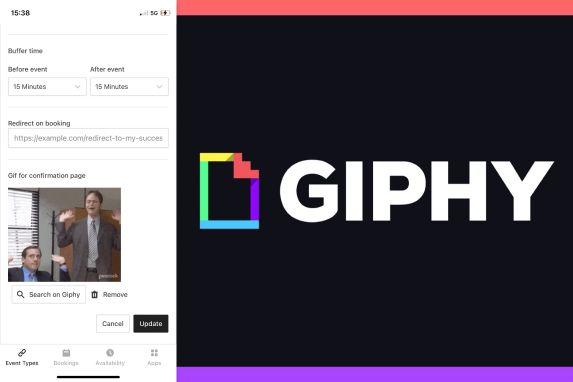 15:38
5G
Buffer time
Before event
After event
15 Minutes
15 Minutes
Redirect on booking
https://example.com/redirect-to-my-succes
Gif for confirmation page
peacock
Search on Giphy
Remove
Cancel
Update
Event Types
Bookings
Availability
Apps
GIPHY